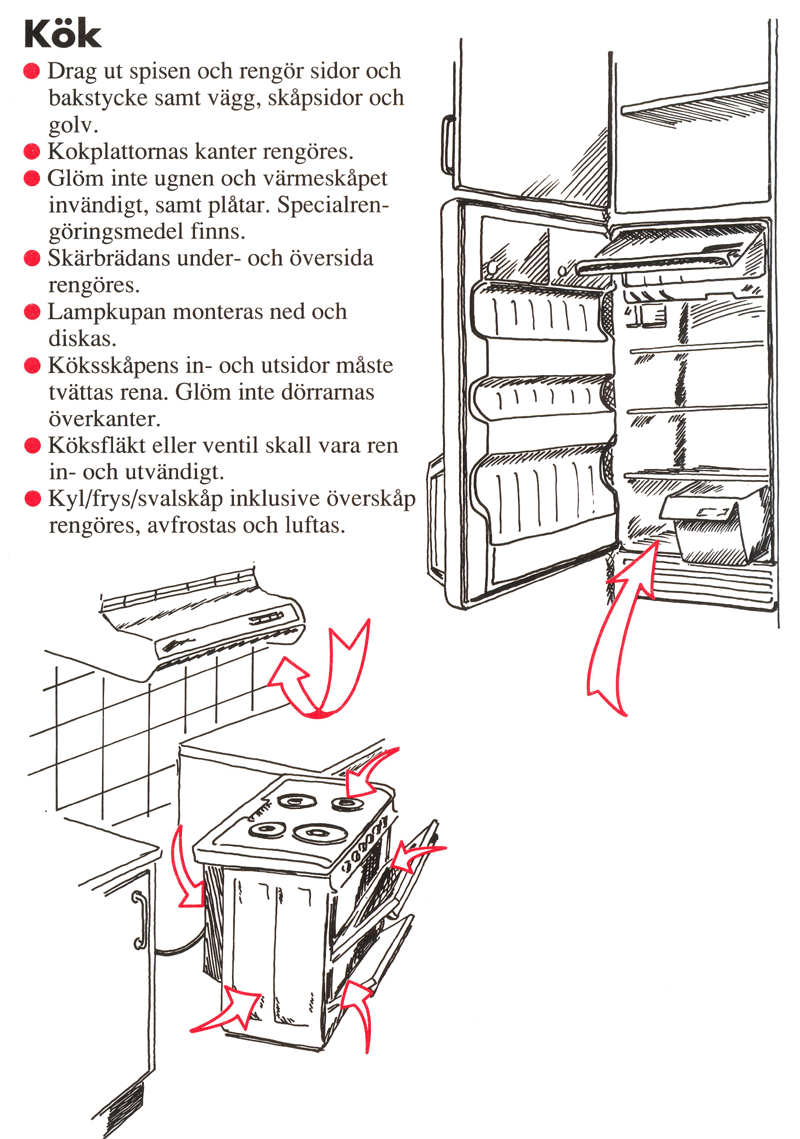 Kök
● Drag ut spisen och rengör sidor och
bakstycke samt vägg, skåpsidor och
golv.
● Kokplattornas kanter rengöres.
● Glöm inte ugnen och värmeskåpet
invändigt, samt plåtar. Specialren-
göringsmedel finns.
● Skärbrädans under- och översida
rengöres.
● Lampkupan monteras ned och
diskas.
● Köksskåpens in- och utsidor måste
tvättas rena. Glöm inte dörrarnas
överkanter.
● Köksfläkt eller ventil skall vara ren
in- och utvändigt.
● Kyl/frys/svalskåp inklusive överskåp
rengöres, avfrostas och luftas.